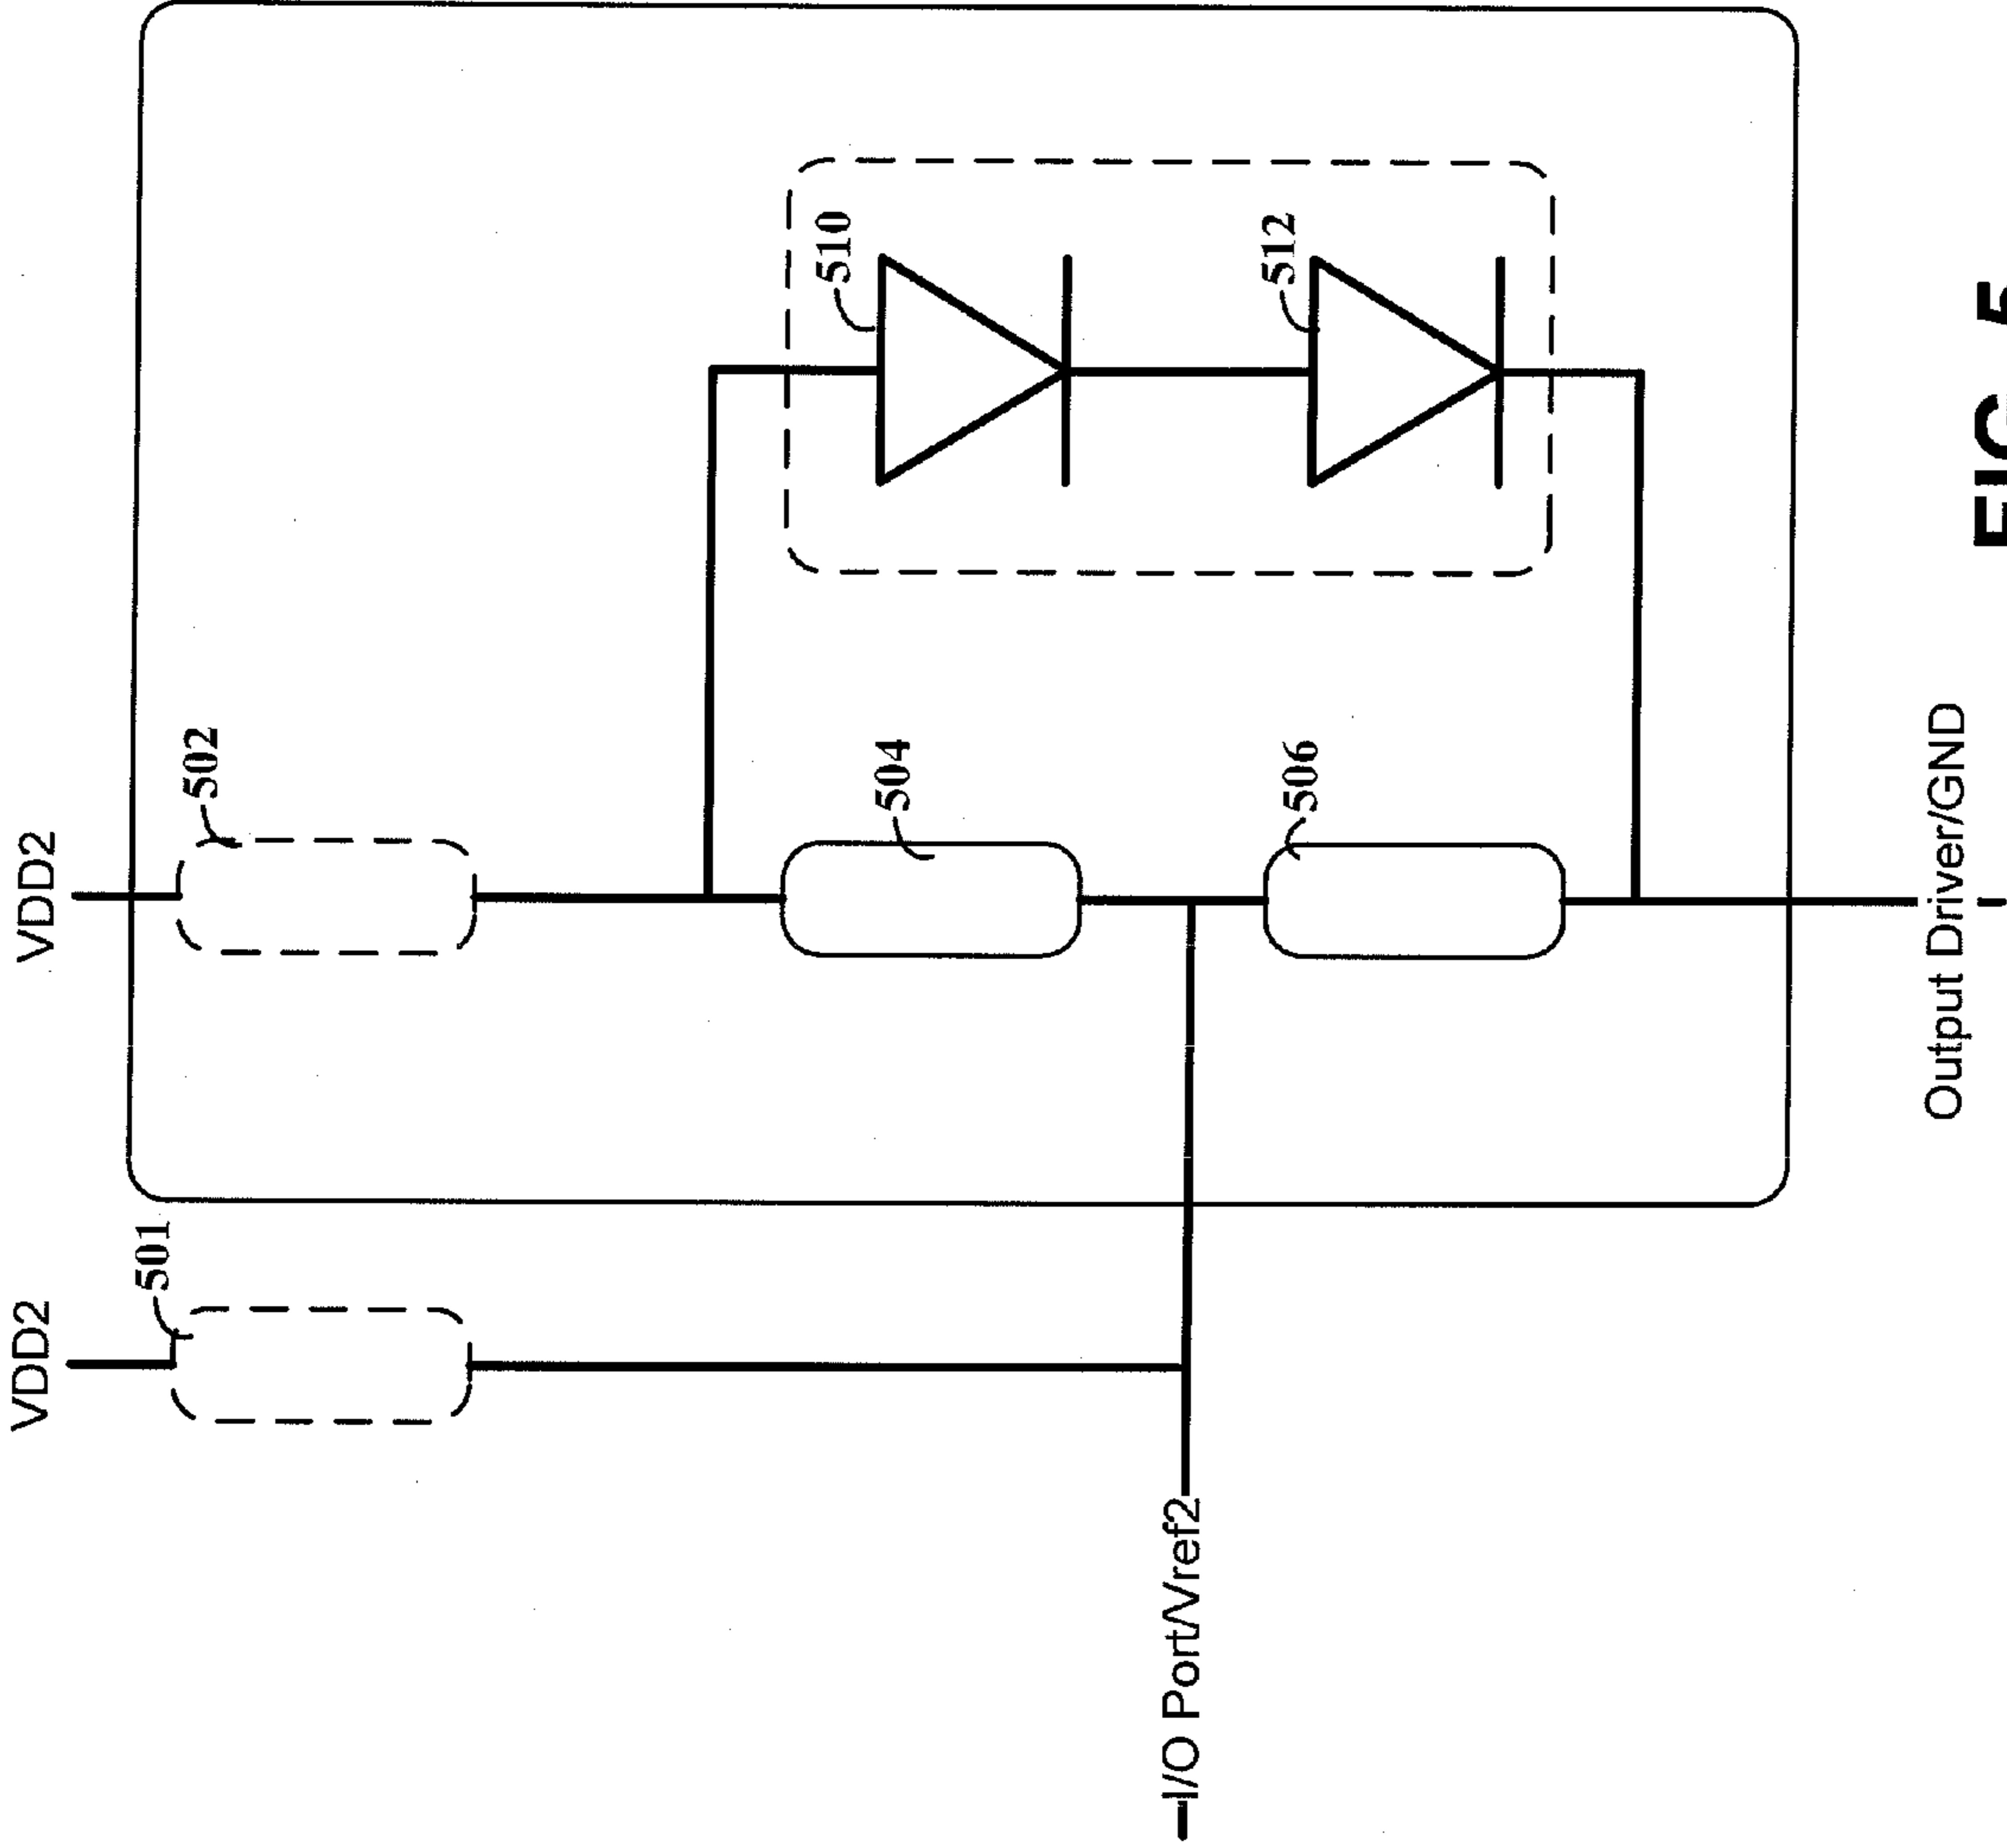 VDD2
VDD2
501
502
504
506
510
512
I/O Port/Vref2
Output Driver/GND
FIG. 5